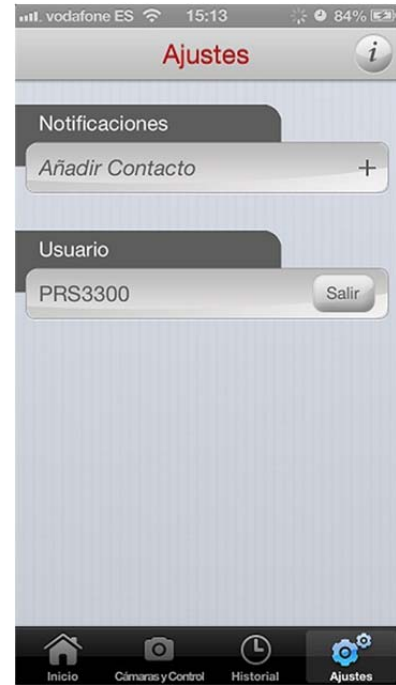 vodafone ES 15:13 84%
Ajustes i
Notificaciones
Añadir Contacto +
Usuario
PRS3300 Salir
Inicio Cámaras y Control Historial Ajustes